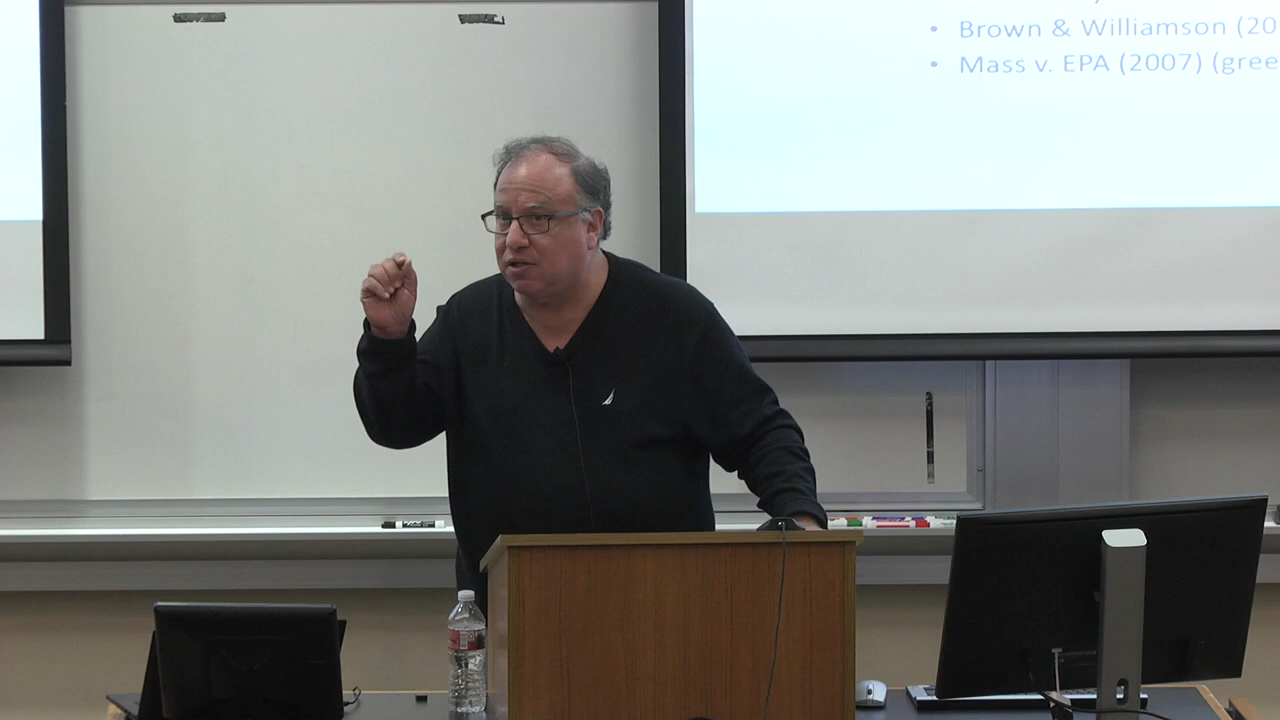 • Brown & Williamson (20
• Mass v. EPA (2007) (gree